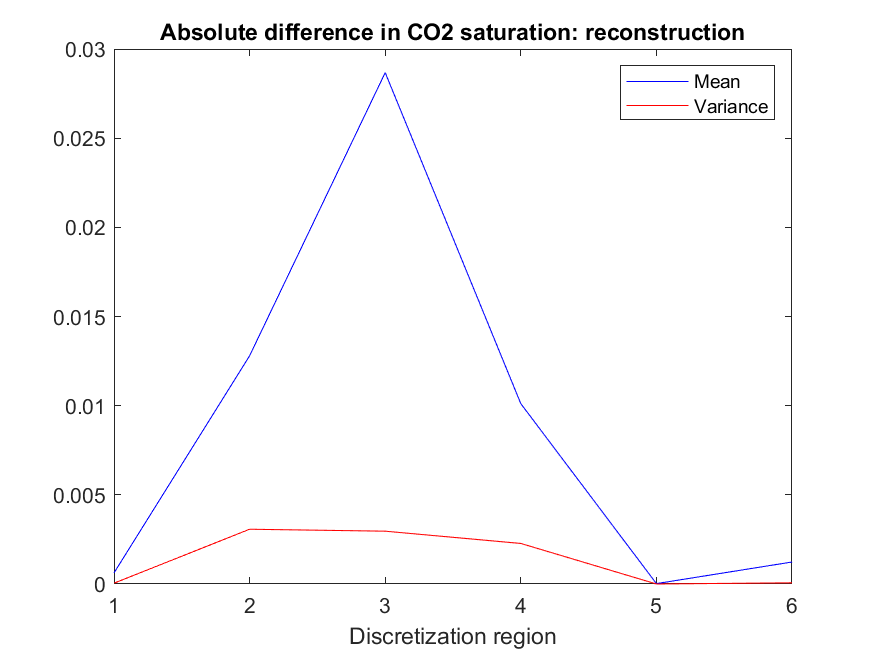 Absolute difference in CO2 saturation: reconstruction
0.03
Mean
Variance
0.025
0.02
0.015
0.01
0.005
0
1 2 3 4 5 6
Discretization region